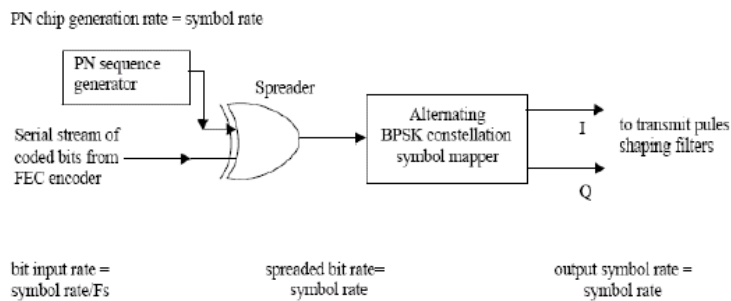 PN chip generation rate = symbol rate
PN sequence
generator
Spreader
Serial stream of
coded bits from
FEC encoder
Alternating
BPSK constellation
symbol mapper
I
Q
to transmit pules
shaping filters
bit input rate =
symbol rate/Fs
spreaded bit rate=
symbol rate
output symbol rate =
symbol rate